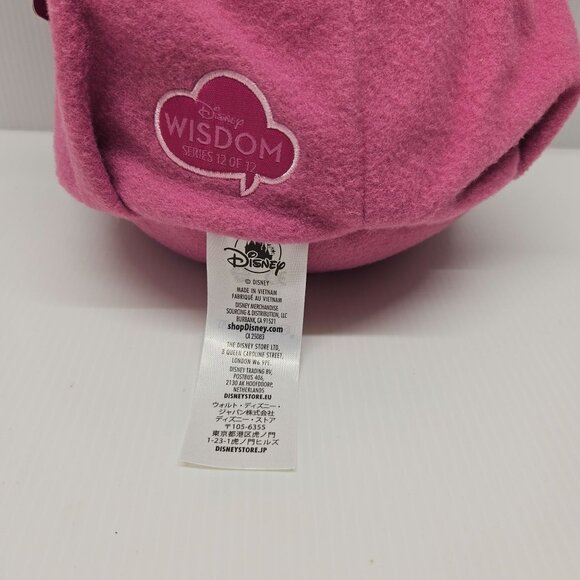 Disney
WISDOM
SERIES 12 OF 12
Disney
© DISNEY
MADE IN VIETNAM
FABRIQUÉ AU VIETNAM
DISNEY MERCHANDISE
SOURCING & DISTRIBUTION, LLC
BURBANK, CA 91521
shopDisney.com
CA 25083
THE DISNEY STORE LTD,
3 QUEEN CAROLINE STREET,
LONDON W6 9PE.
DISNEY TRADING BV,
POSTBUS 406,
2130 AK HOOFDDORP,
NETHERLANDS
DISNEYSTORE.EU
ウォルト・ディズニー・
ジャパン株式会社
ディズニー・ストア
〒105-6355
東京都港区虎ノ門
1-23-1虎ノ門ヒルズ
DISNEYSTORE.JP